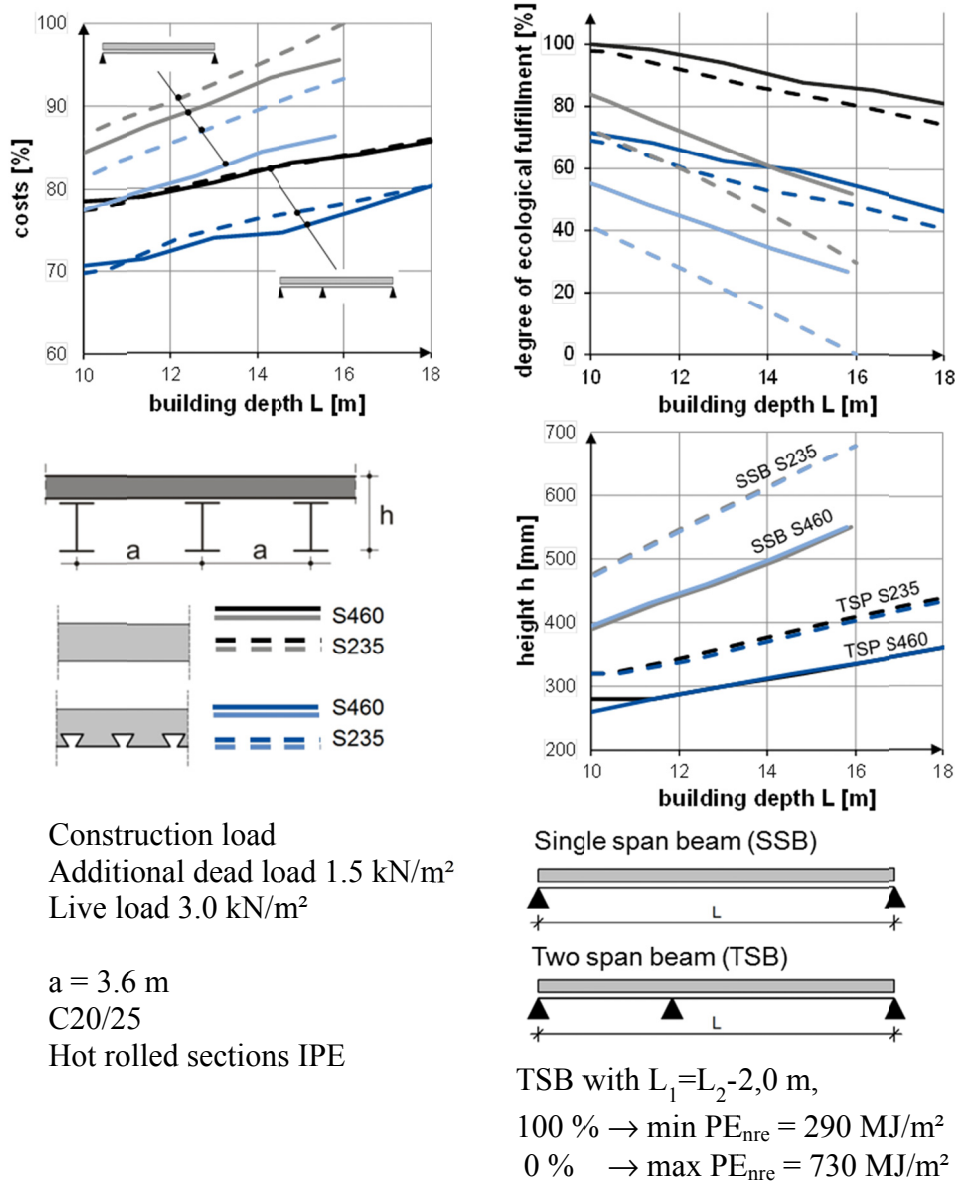 costs [%]
100
90
80
70
60
10 12 14 16 18
building depth L [m]
degree of ecological fulfillment [%]
100
80
60
40
20
0
10 12 14 16 18
building depth L [m]
h
a a
S460
S235
S460
S235
height h [mm]
700
600
500
400
300
200
SSB S235
SSB S460
TSP S235
TSP S460
10 12 14 16 18
building depth L [m]
Construction load
Additional dead load 1.5 kN/m²
Live load 3.0 kN/m²
a = 3.6 m
C20/25
Hot rolled sections IPE
Single span beam (SSB)
L
Two span beam (TSB)
L
TSB with L₁=L₂-2,0 m,
100 % → min PEnre = 290 MJ/m²
0 % → max PEnre = 730 MJ/m²